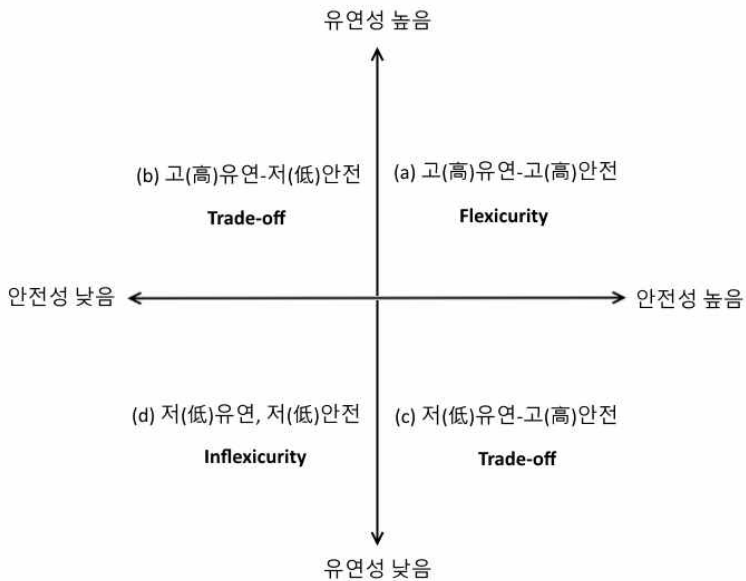 유연성 높음
(b) 고(高)유연-저(低)안전
Trade-off
(a) 고(高)유연-고(高)안전
Flexicurity
안전성 낮음
안전성 높음
(d) 저(低)유연, 저(低)안전
Inflexicurity
(c) 저(低)유연-고(高)안전
Trade-off
유연성 낮음